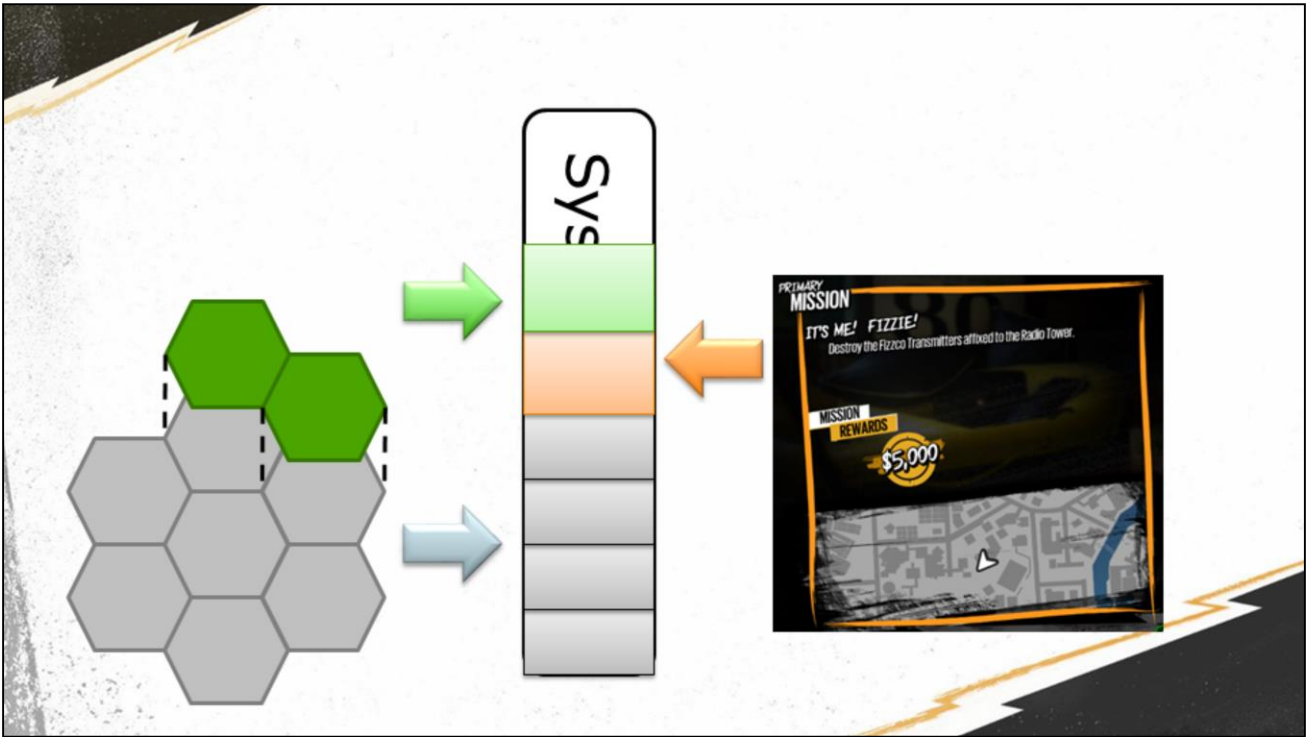 Sys
PRIMARY
MISSION
IT'S ME! FIZZIE!
Destroy the Fizzco Transmitters affixed to the Radio Tower.
MISSION
REWARDS
$5,000